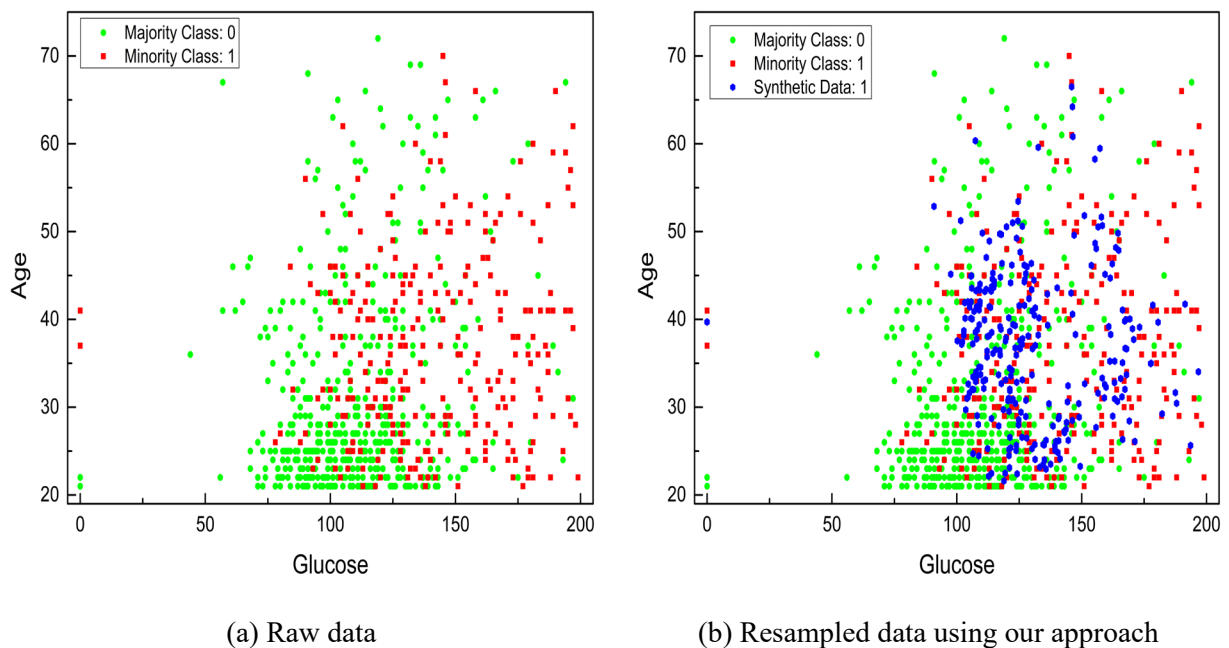 Majority Class: 0
Minority Class: 1
70
60
50
40
30
20
Age
0
50
100
150
200
Glucose
(a) Raw data
Majority Class: 0
Minority Class: 1
Synthetic Data: 1
70
60
50
40
30
20
Age
0
50
100
150
200
Glucose
(b) Resampled data using our approach